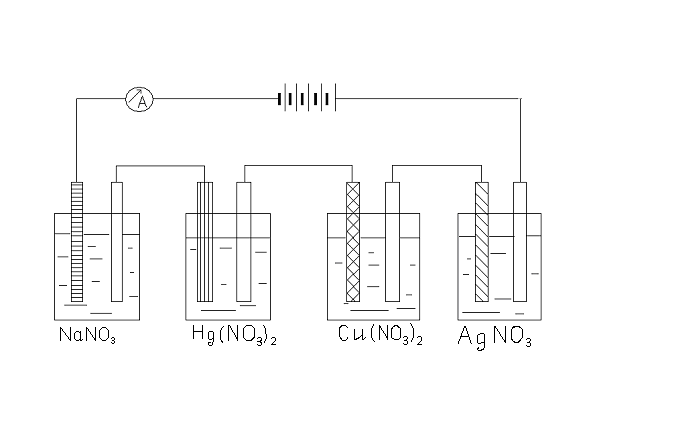 A
NaNO₃
Hg(NO₃)₂
Cu(NO₃)₂
AgNO₃